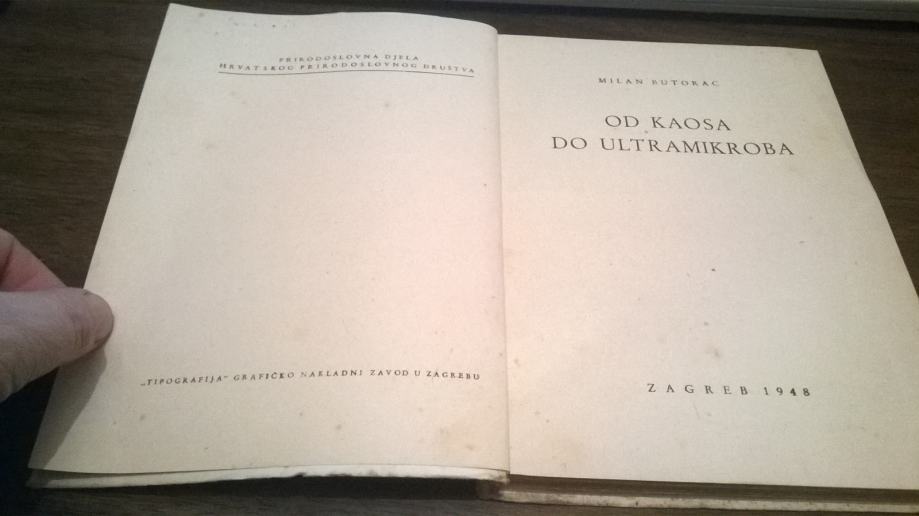 PRIRODOSLOVNA DJELA
HRVATSKOG PRIRODOSLOVNOG DRUŠTVA
„TIPOGRAFIJA" GRAFIČKO NAKLADNI ZAVOD U ZAGREBU
MILAN BUTORAC
OD KAOSA
DO ULTRAMIKROBA
ZAGREB 1948